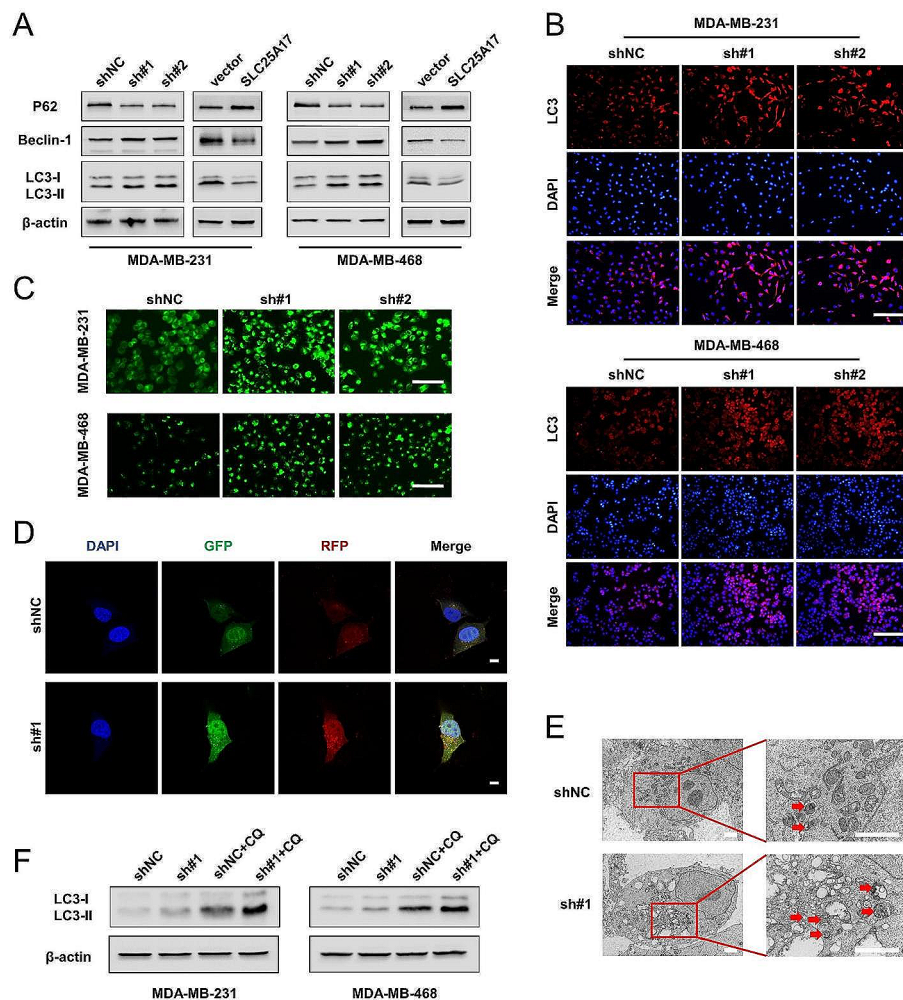 A
shNC sh#1 sh#2 vector SLC25A17 shNC sh#1 sh#2 vector SLC25A17
P62
Beclin-1
LC3-I
LC3-II
β-actin
MDA-MB-231 MDA-MB-468
B
MDA-MB-231
shNC sh#1 sh#2
LC3
DAPI
Merge
MDA-MB-468
shNC sh#1 sh#2
LC3
DAPI
Merge
C
shNC sh#1 sh#2
MDA-MB-231
MDA-MB-468
D
DAPI GFP RFP Merge
shNC
sh#1
E
shNC
sh#1
F
shNC sh#1 shNC+CQ sh#1+CQ shNC sh#1 shNC+CQ sh#1+CQ
LC3-I
LC3-II
β-actin
MDA-MB-231 MDA-MB-468